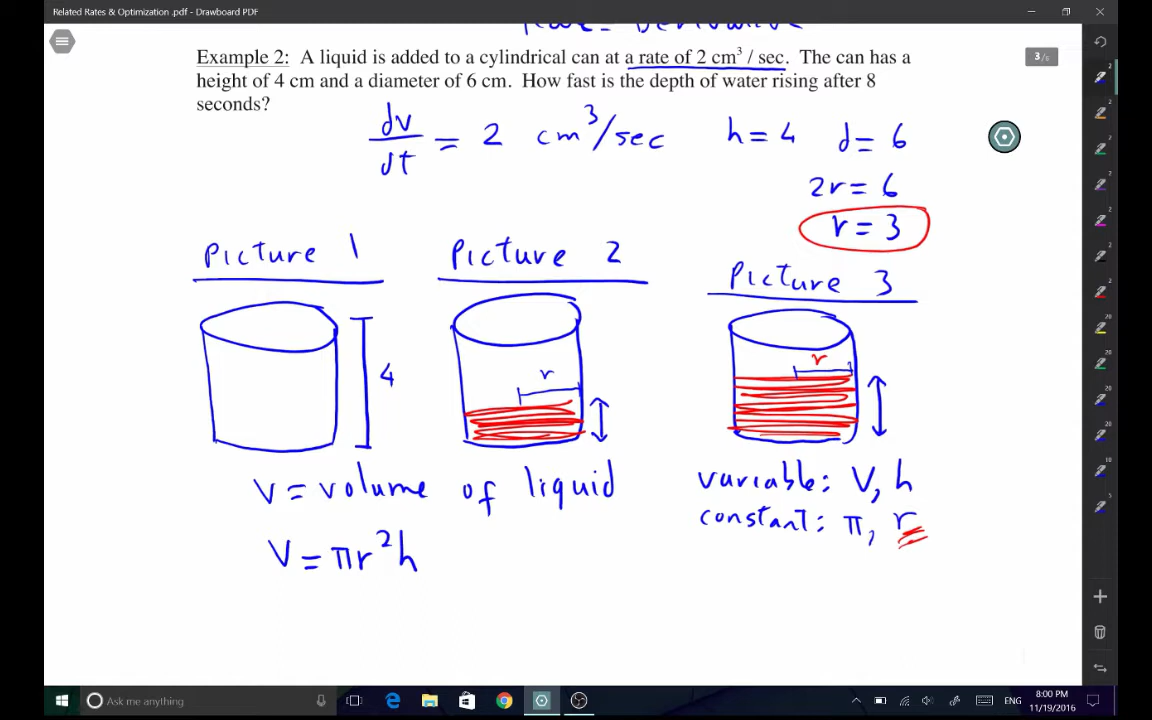 Related Rates & Optimization .pdf - Drawboard PDF
Rate = Derivative
Example 2: A liquid is added to a cylindrical can at a rate of 2 cm³ / sec. The can has a
height of 4 cm and a diameter of 6 cm. How fast is the depth of water rising after 8
seconds?
3/6
dv/dt = 2 cm³/sec h = 4 d = 6
2r = 6
r = 3
Picture 1 Picture 2 Picture 3
4 r r
V = volume of liquid
variable: V, h
constant: π, r
V = πr²h
Ask me anything
ENG
8:00 PM
11/19/2016